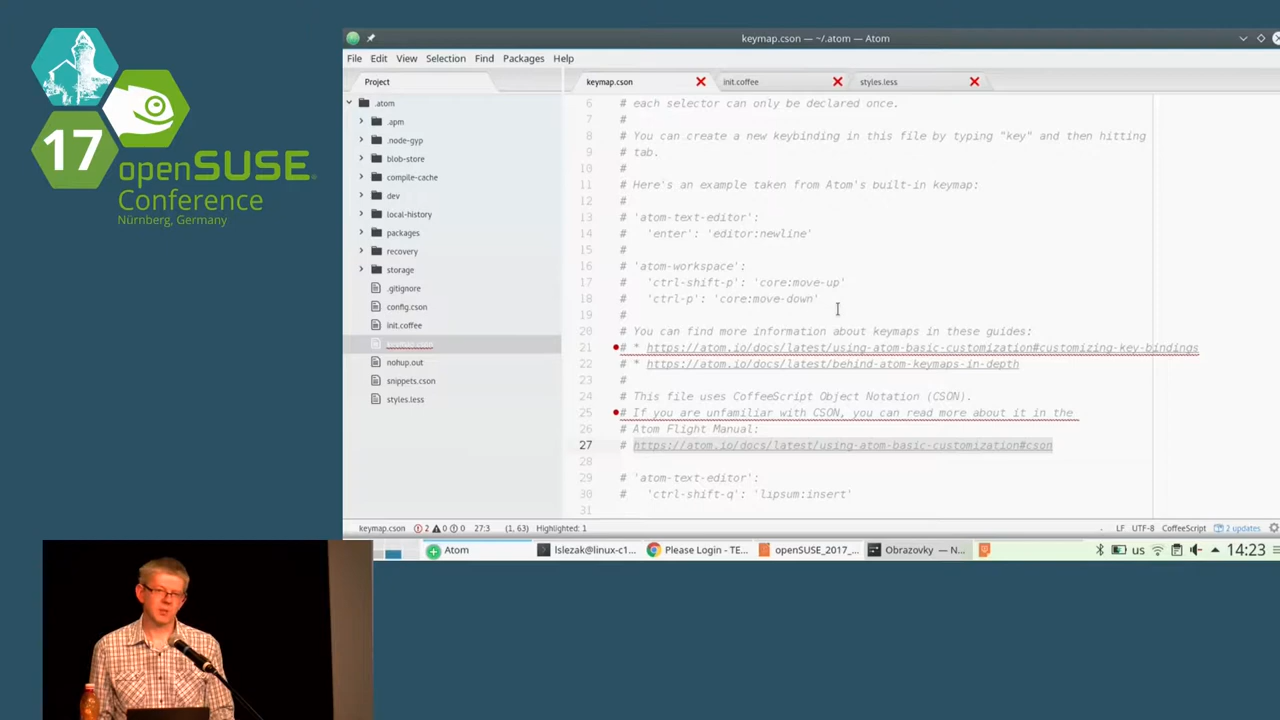 17
openSUSE
Conference
Nürnberg, Germany
keymap.cson — ~/.atom — Atom
File Edit View Selection Find Packages Help
Project
keymap.cson
init.coffee
styles.less
.atom
.apm
.node-gyp
blob-store
compile-cache
dev
local-history
packages
recovery
storage
.gitignore
config.cson
init.coffee
keymap.cson
nohup.out
snippets.cson
styles.less
6 # each selector can only be declared once.
7 #
8 # You can create a new keybinding in this file by typing "key" and then hitting
9 # tab.
10 #
11 # Here's an example taken from Atom's built-in keymap:
12 #
13 # 'atom-text-editor':
14 #   'enter': 'editor:newline'
15 #
16 # 'atom-workspace':
17 #   'ctrl-shift-p': 'core:move-up'
18 #   'ctrl-p': 'core:move-down'
19 #
20 # You can find more information about keymaps in these guides:
21 # * https://atom.io/docs/latest/using-atom-basic-customization#customizing-key-bindings
22 # * https://atom.io/docs/latest/behind-atom-keymaps-in-depth
23 #
24 # This file uses CoffeeScript Object Notation (CSON).
25 # If you are unfamiliar with CSON, you can read more about it in the
26 # Atom Flight Manual:
27 # https://atom.io/docs/latest/using-atom-basic-customization#cson
28
29 # 'atom-text-editor':
30 #   'ctrl-shift-q': 'lipsum:insert'
31
keymap.cson 2 0 0 27:3 (1, 63) Highlighted: 1 LF UTF-8 CoffeeScript 2 updates
Atom
lslezak@linux-c1...
Please Login - TE...
openSUSE_2017_...
Obrazovky — N...
us
14:23